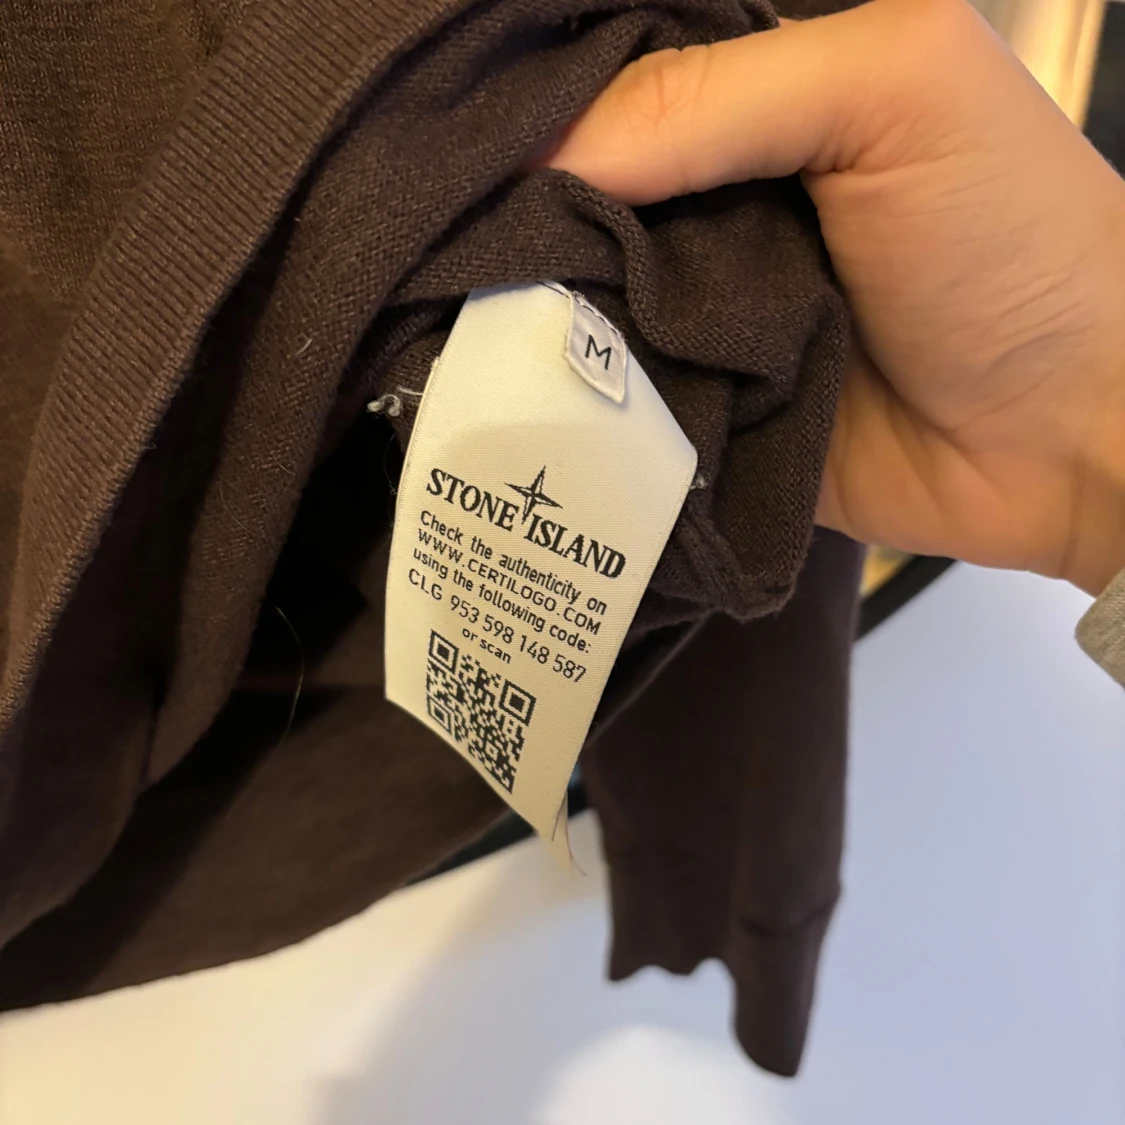 M
STONE ISLAND
Check the authenticity on
WWW.CERTILOGO.COM
using the following code:
CLG 953 598 148 587
or scan